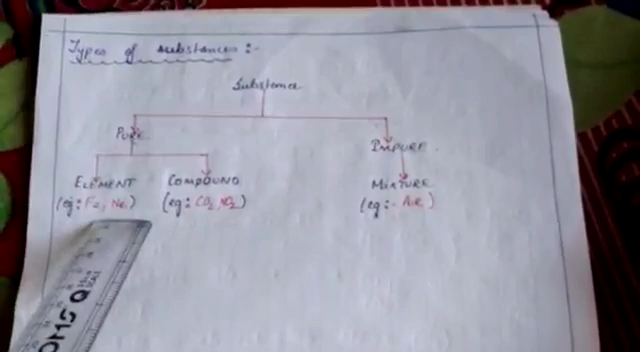 Types of substances :-
Substance
PURE
IMPURE
ELEMENT
COMPOUND
MIXTURE
(eg: Fe, Ne)
(eg: CO2, NO2)
(eg:- Air)